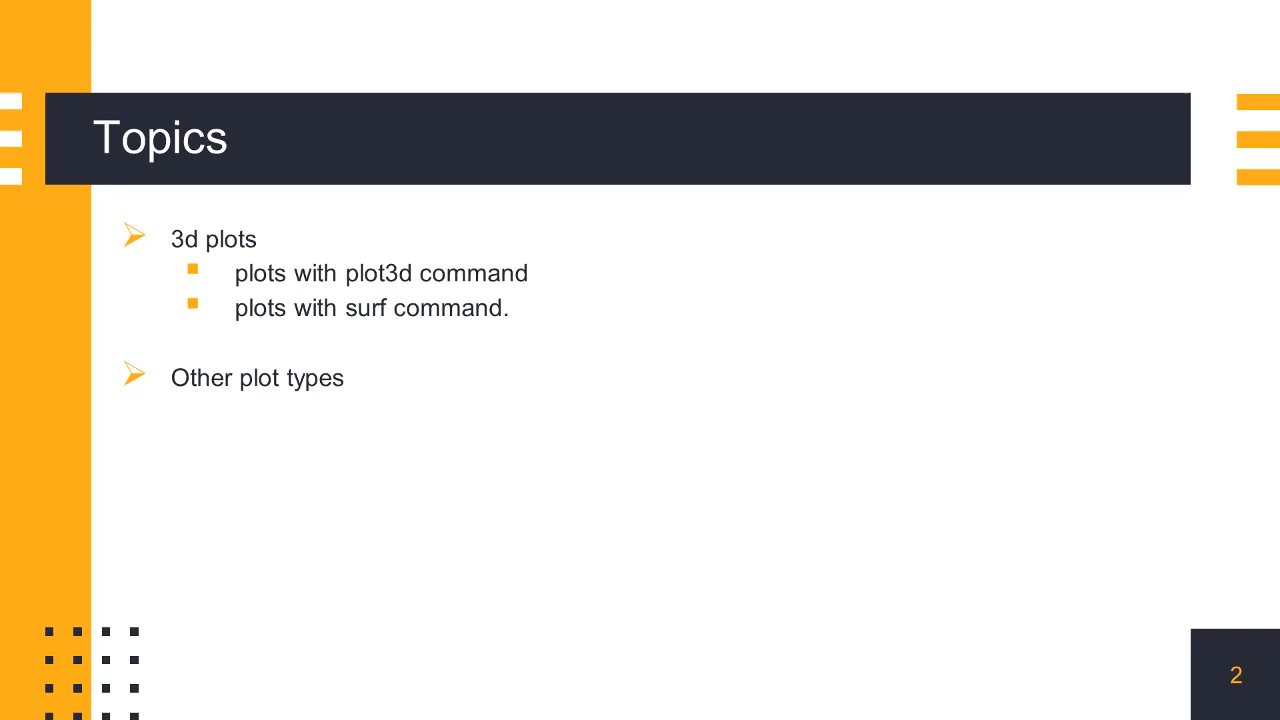 Topics
3d plots
plots with plot3d command
plots with surf command.
Other plot types
2